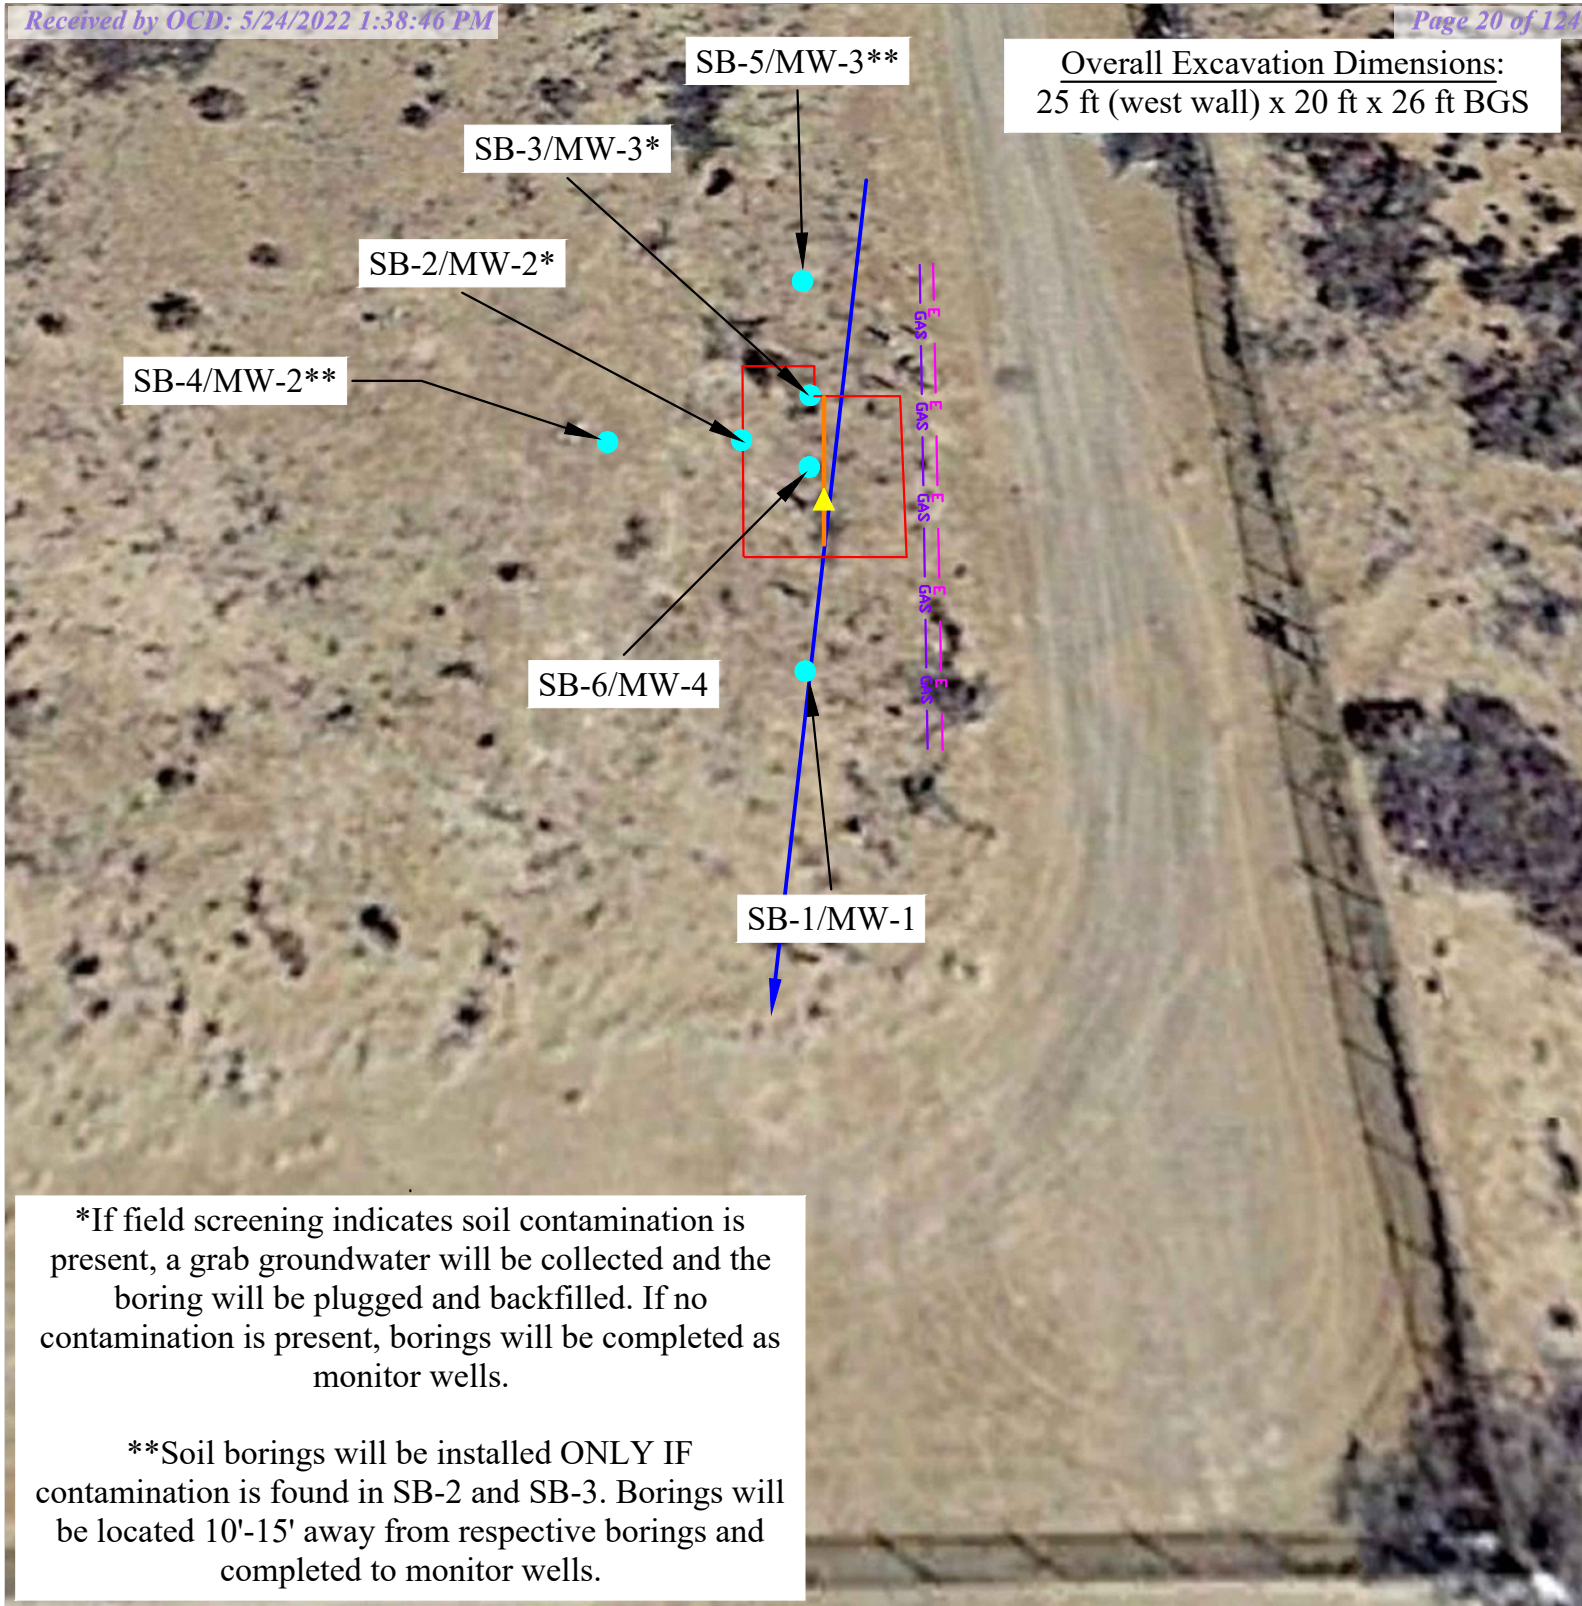 Received by OCD: 5/24/2022 1:38:46 PM
Page 20 of 124
Overall Excavation Dimensions:
25 ft (west wall) x 20 ft x 26 ft BGS
SB-5/MW-3**
SB-3/MW-3*
SB-2/MW-2*
SB-4/MW-2**
SB-6/MW-4
SB-1/MW-1
GAS
E
GAS
E
GAS
E
GAS
E
GAS
E
*If field screening indicates soil contamination is
present, a grab groundwater will be collected and the
boring will be plugged and backfilled. If no
contamination is present, borings will be completed as
monitor wells.
**Soil borings will be installed ONLY IF
contamination is found in SB-2 and SB-3. Borings will
be located 10'-15' away from respective borings and
completed to monitor wells.